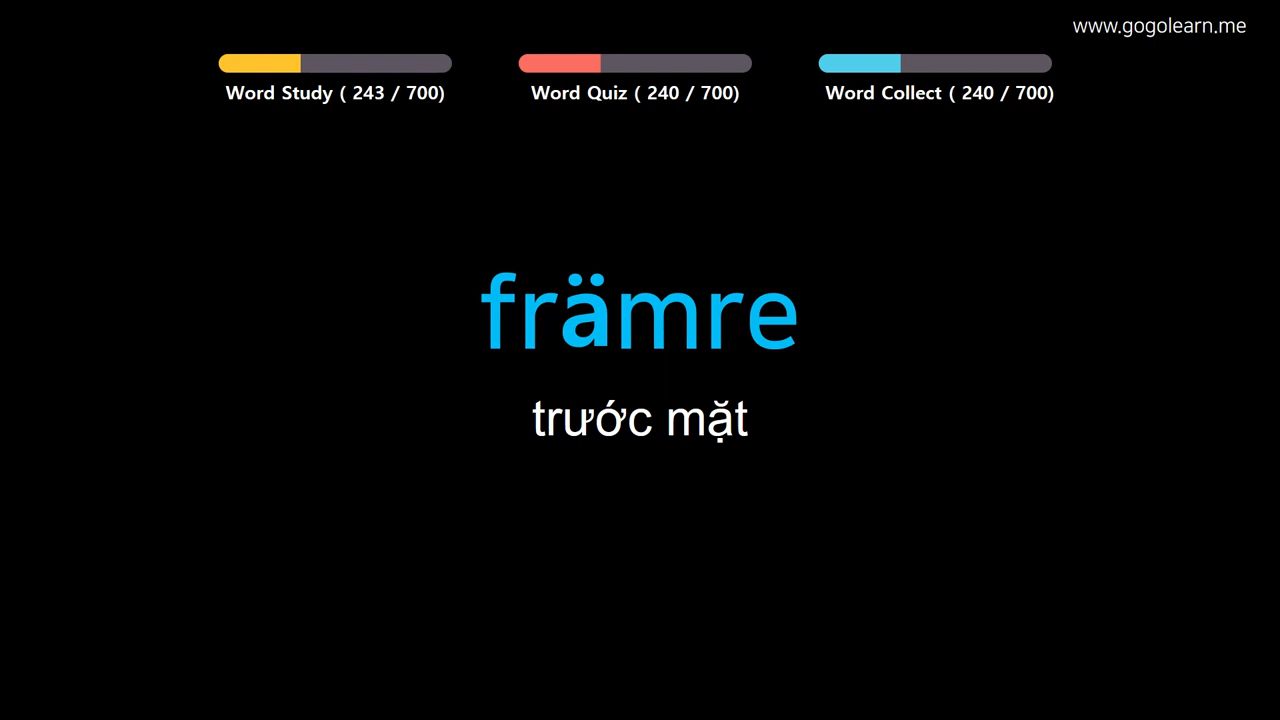 www.gogolearn.me
Word Study ( 243 / 700)
Word Quiz ( 240 / 700)
Word Collect ( 240 / 700)
främre
trước mặt